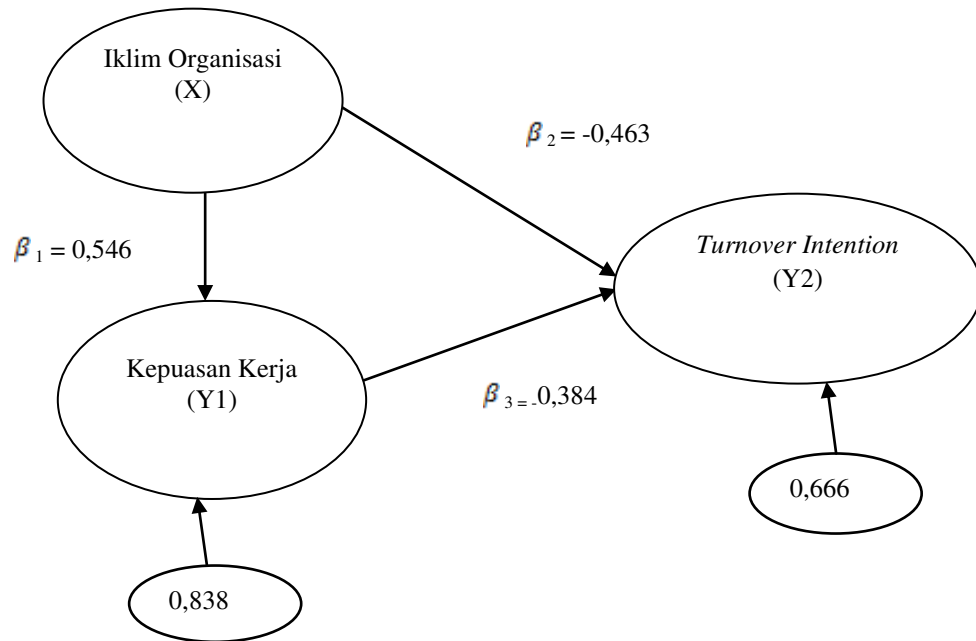 Iklim Organisasi
(X)
β 2 = -0,463
Turnover Intention
(Y2)
β 1 = 0,546
Kepuasan Kerja
(Y1)
β 3 = -0,384
0,666
0,838